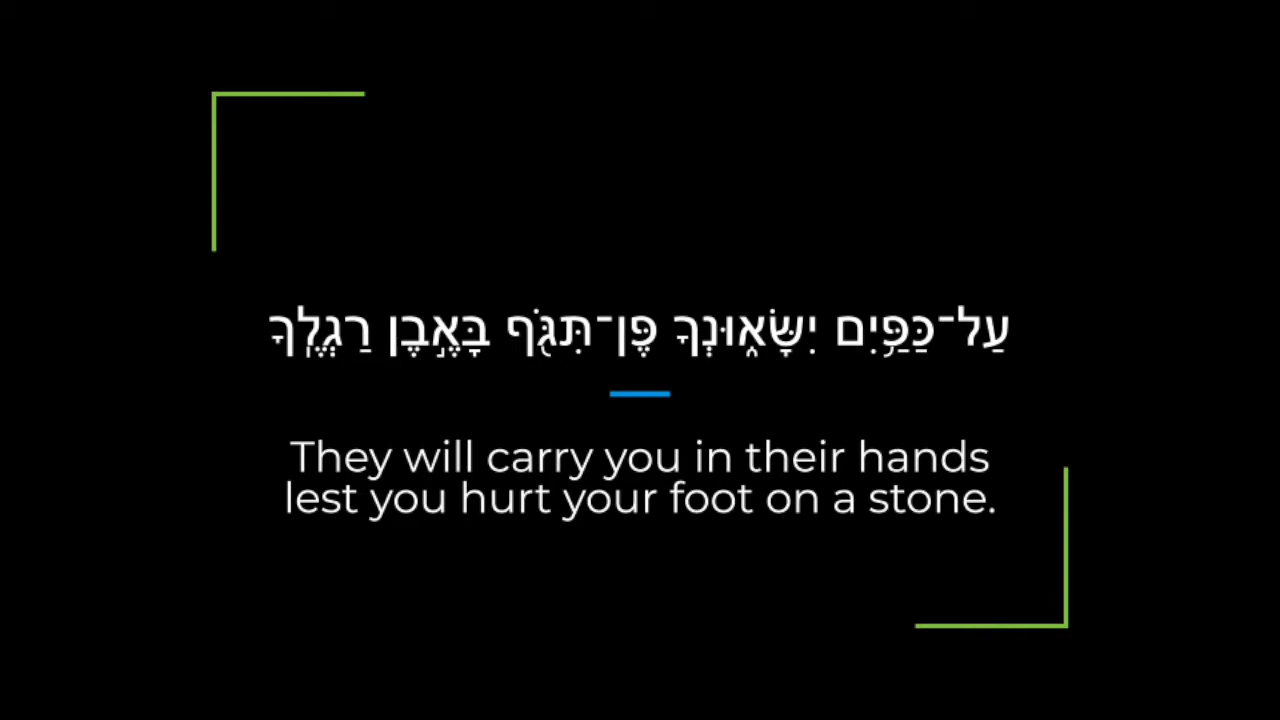 עַל־כַּפַּ֥יִם יִשָּׂא֑וּנְךָ פֶּן־תִּגֹּ֖ף בָּאֶ֣בֶן רַגְלֶֽךָ
They will carry you in their hands
lest you hurt your foot on a stone.